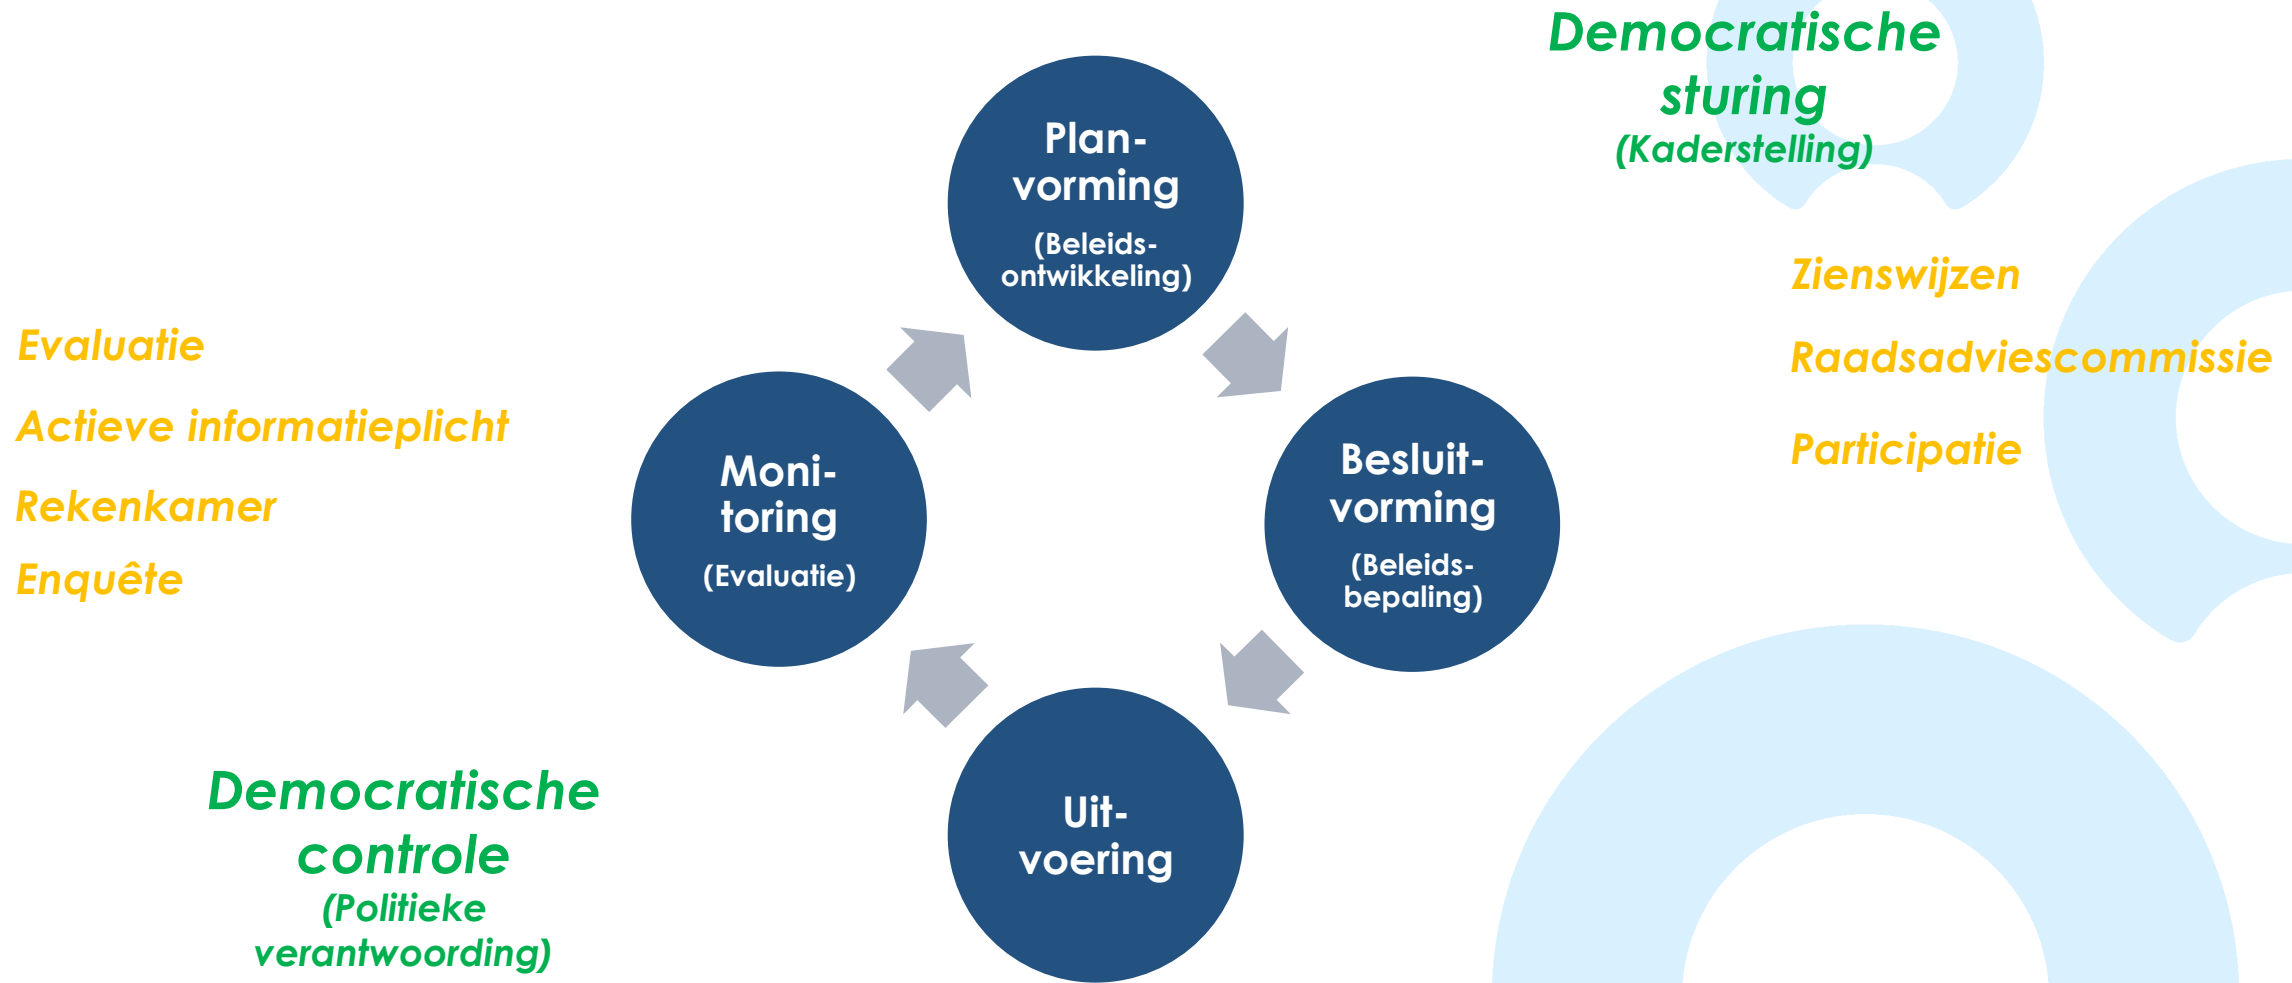 Democratische
sturing
(Kaderstelling)
Plan-
vorming
(Beleids-
ontwikkeling)
Zienswijzen
Raadsadviescommissie
Participatie
Evaluatie
Actieve informatieplicht
Rekenkamer
Enquête
Moni-
toring
(Evaluatie)
Besluit-
vorming
(Beleids-
bepaling)
Uit-
voering
Democratische
controle
(Politieke
verantwoording)